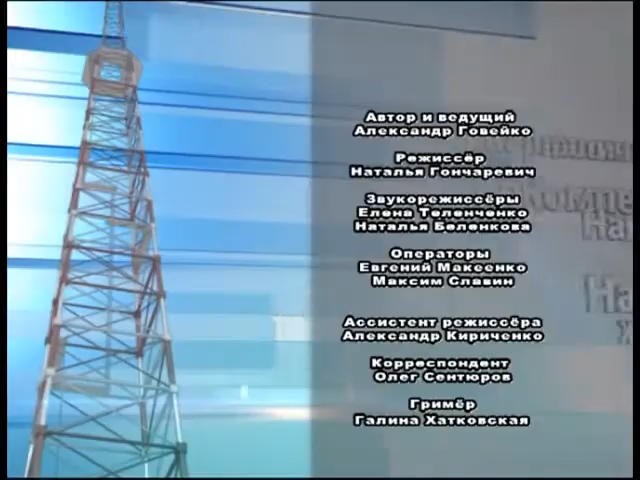 Автор и ведущий
Александр Говейко
Режиссёр
Наталья Гончаревич
Звукорежиссёры
Елена Теленченко
Наталья Беленкова
Операторы
Евгений Макеенко
Максим Славин
Ассистент режиссёра
Александр Кириченко
Корреспондент
Олег Сентюров
Гримёр
Галина Хатковская